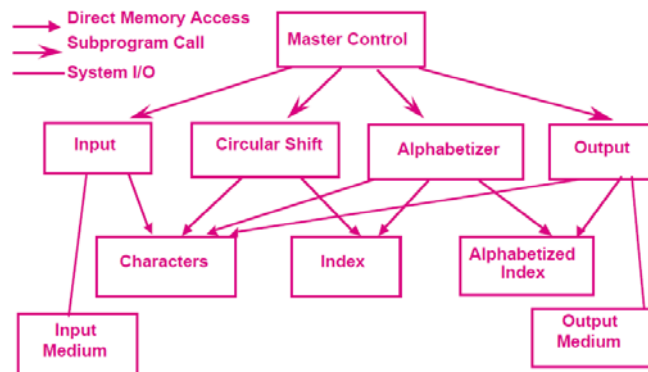 Direct Memory Access
Subprogram Call
System I/O
Master Control
Input
Circular Shift
Alphabetizer
Output
Characters
Index
Alphabetized
Index
Input
Medium
Output
Medium